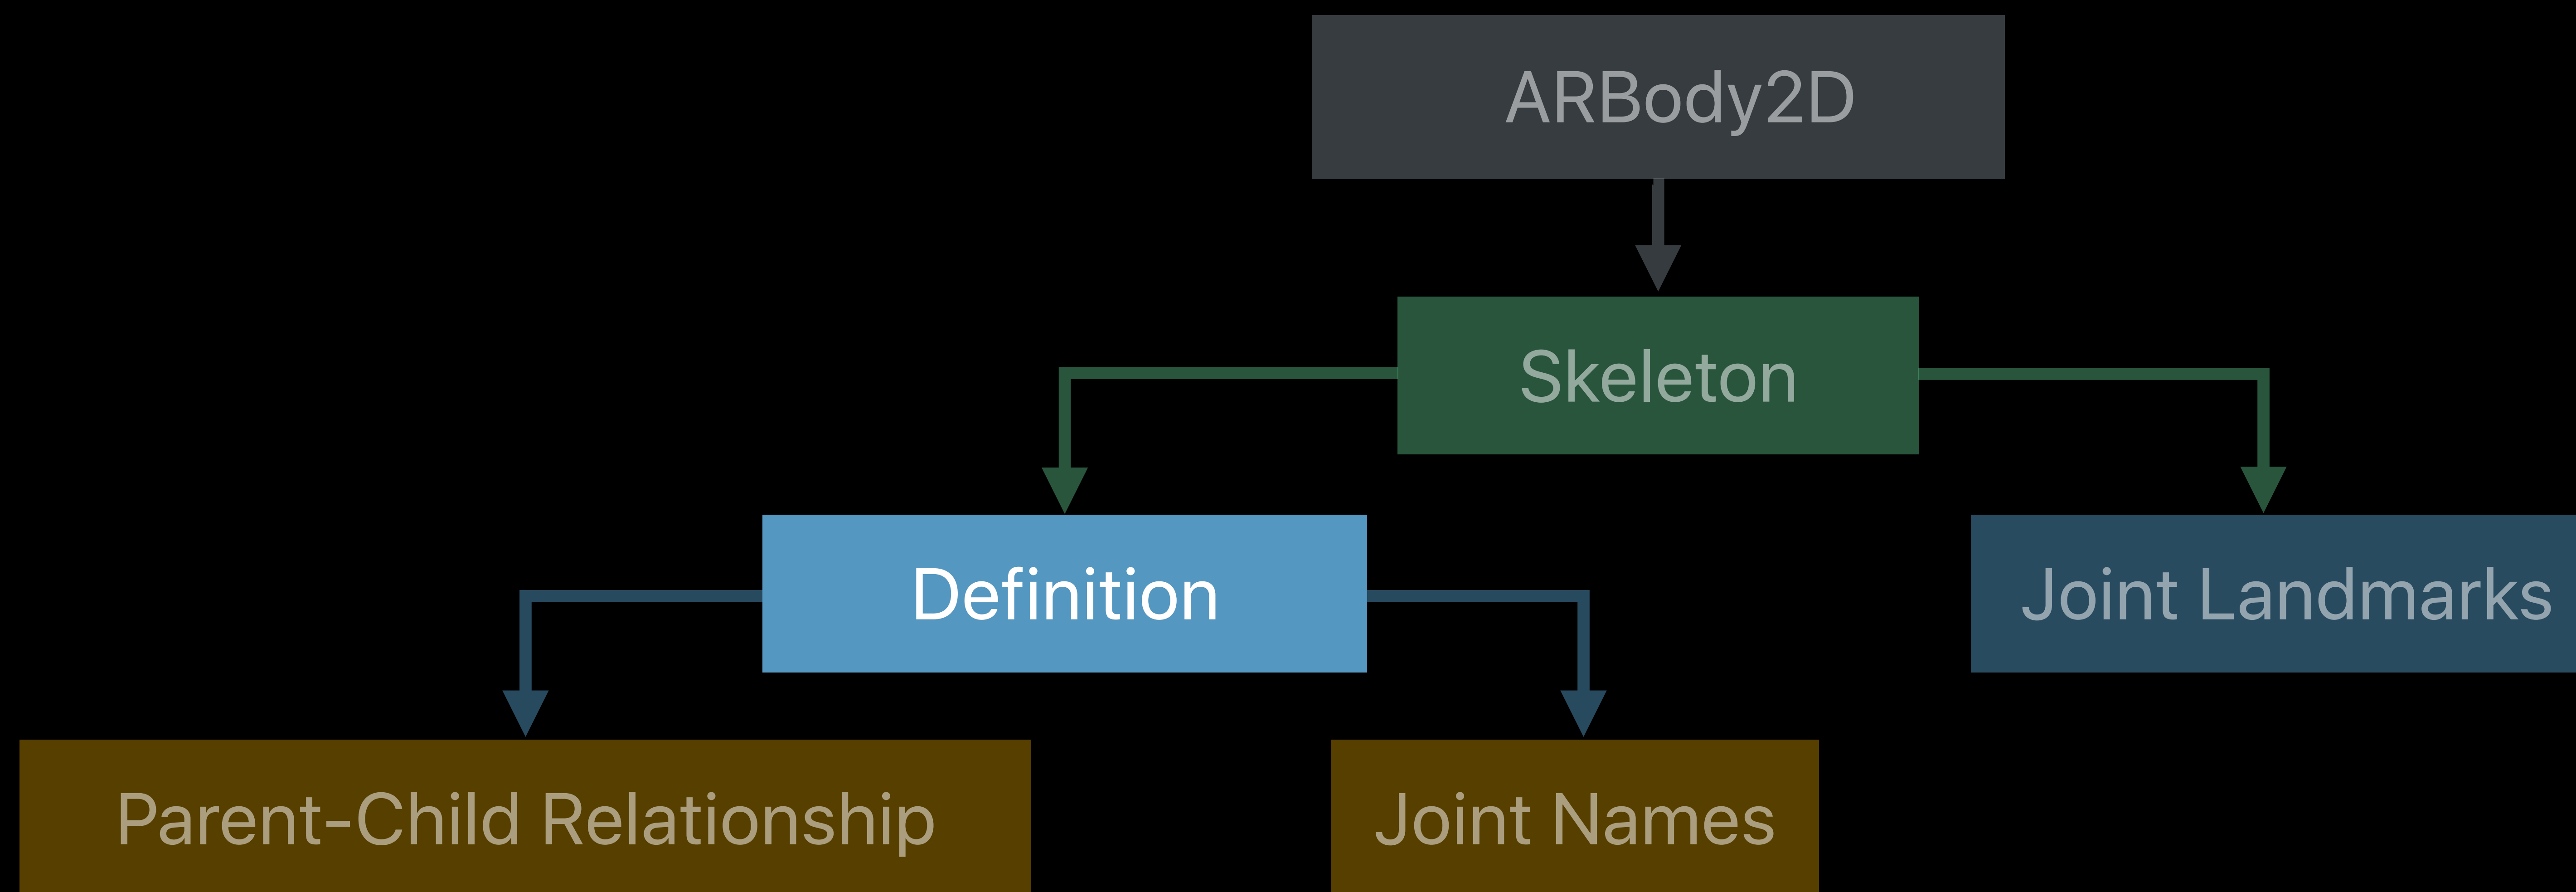 ARBody2D
Skeleton
Definition
Joint Landmarks
Parent-Child Relationship
Joint Names